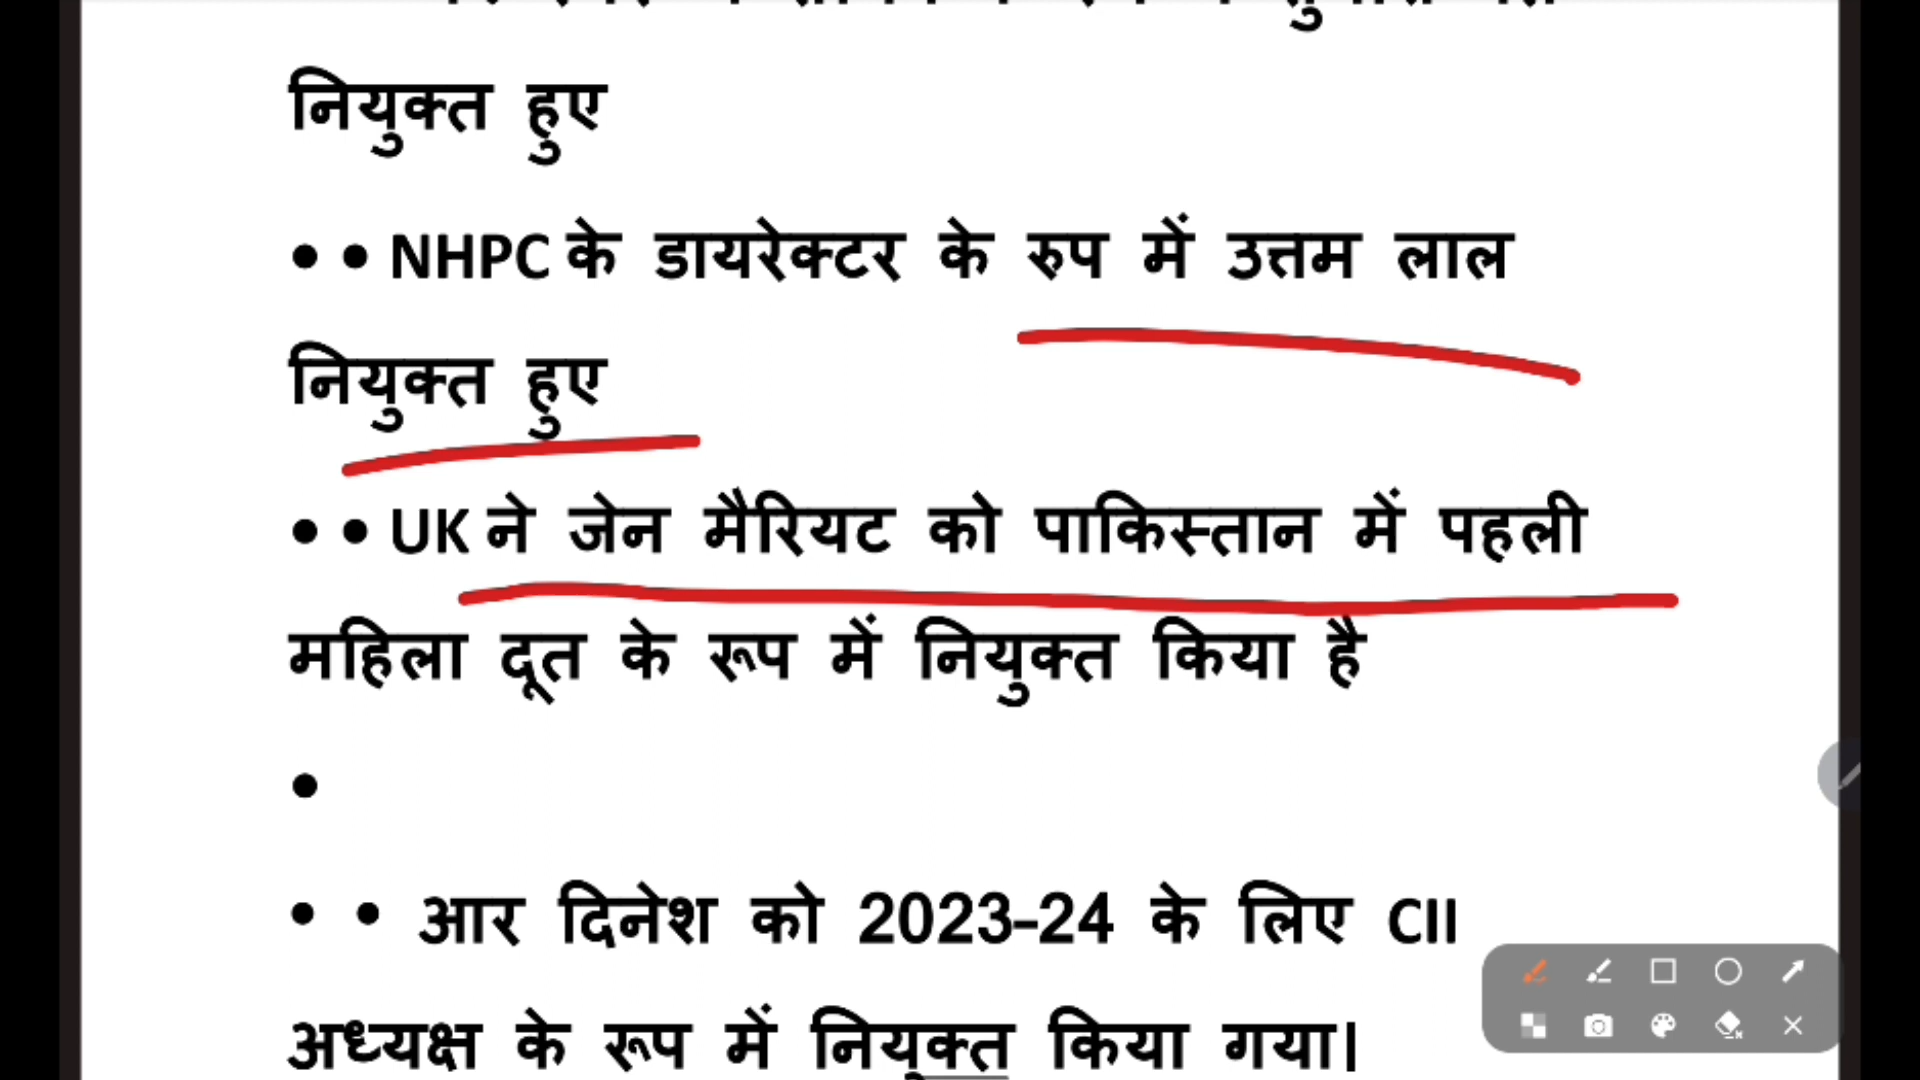 नियुक्त हुए
• • NHPC के डायरेक्टर के रुप में उत्तम लाल
नियुक्त हुए
• • UK ने जेन मैरियट को पाकिस्तान में पहली
महिला दूत के रूप में नियुक्त किया है
•
• • आर दिनेश को 2023-24 के लिए CII
अध्यक्ष के रूप में नियुक्त किया गया|